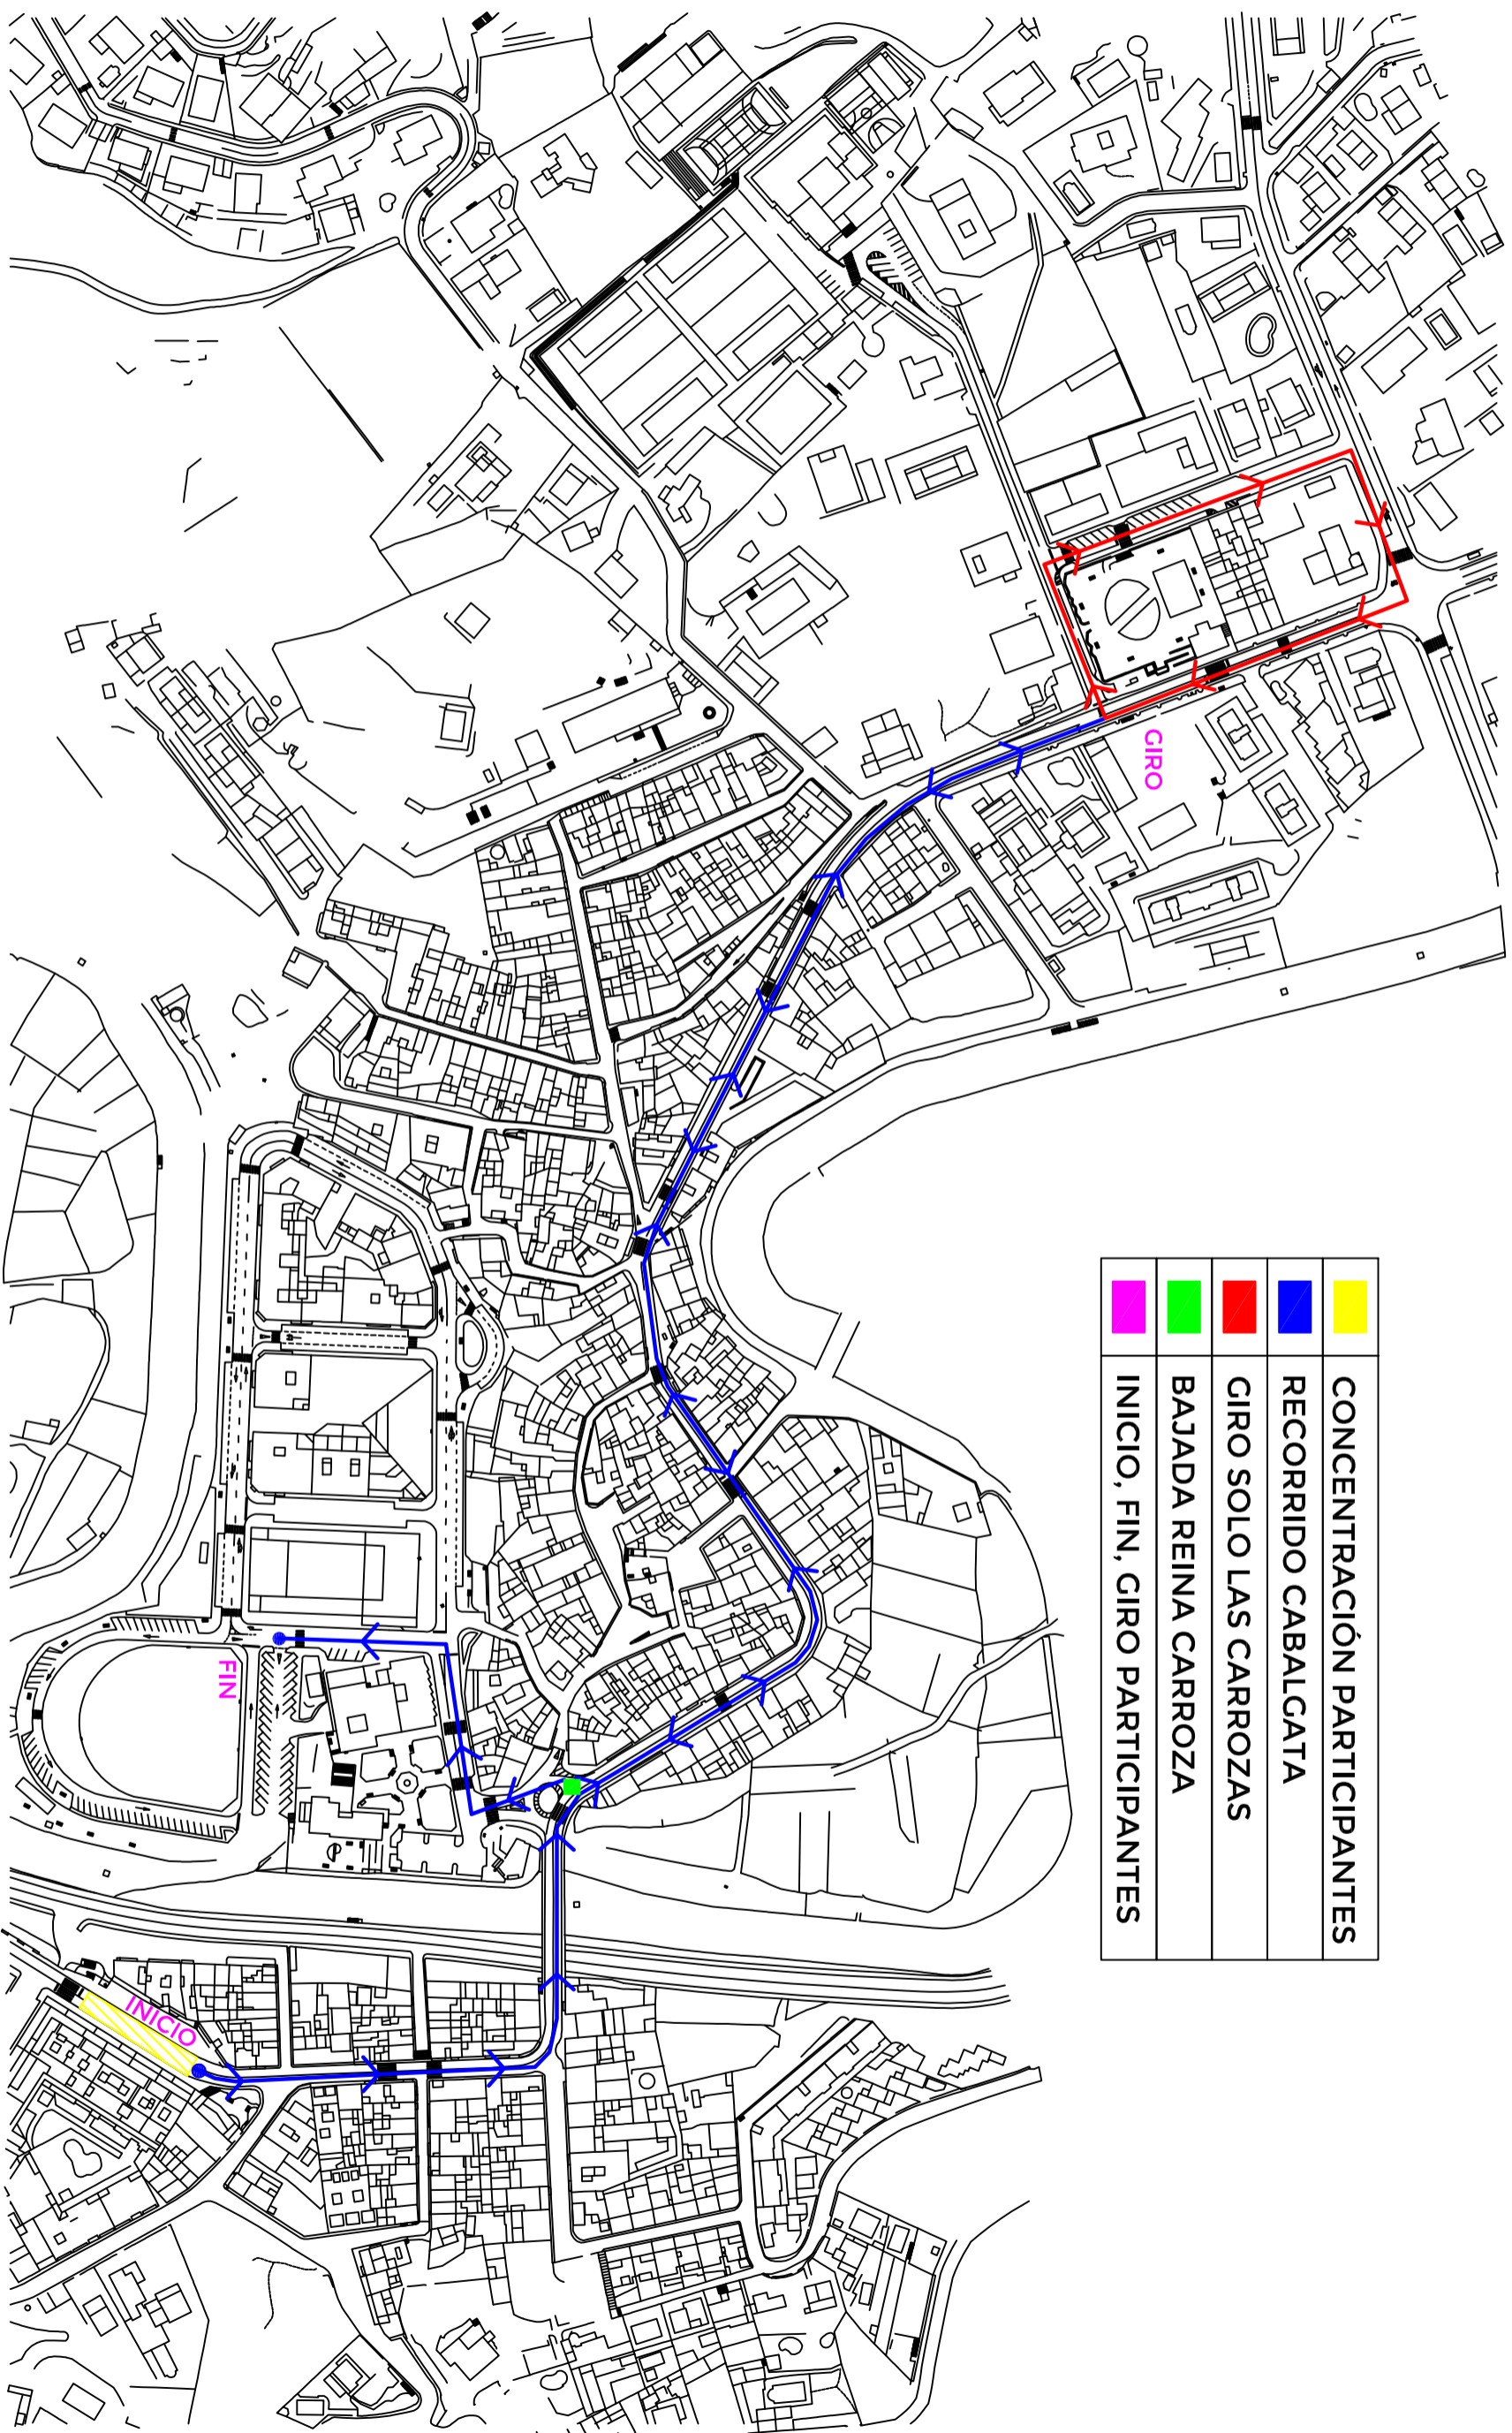 CONCENTRACIÓN PARTICIPANTES
RECORRIDO CABALGATA
GIRO SOLO LAS CARROZAS
BAJADA REINA CARROZA
INICIO, FIN, GIRO PARTICIPANTES
GIRO
FIN
INICIO